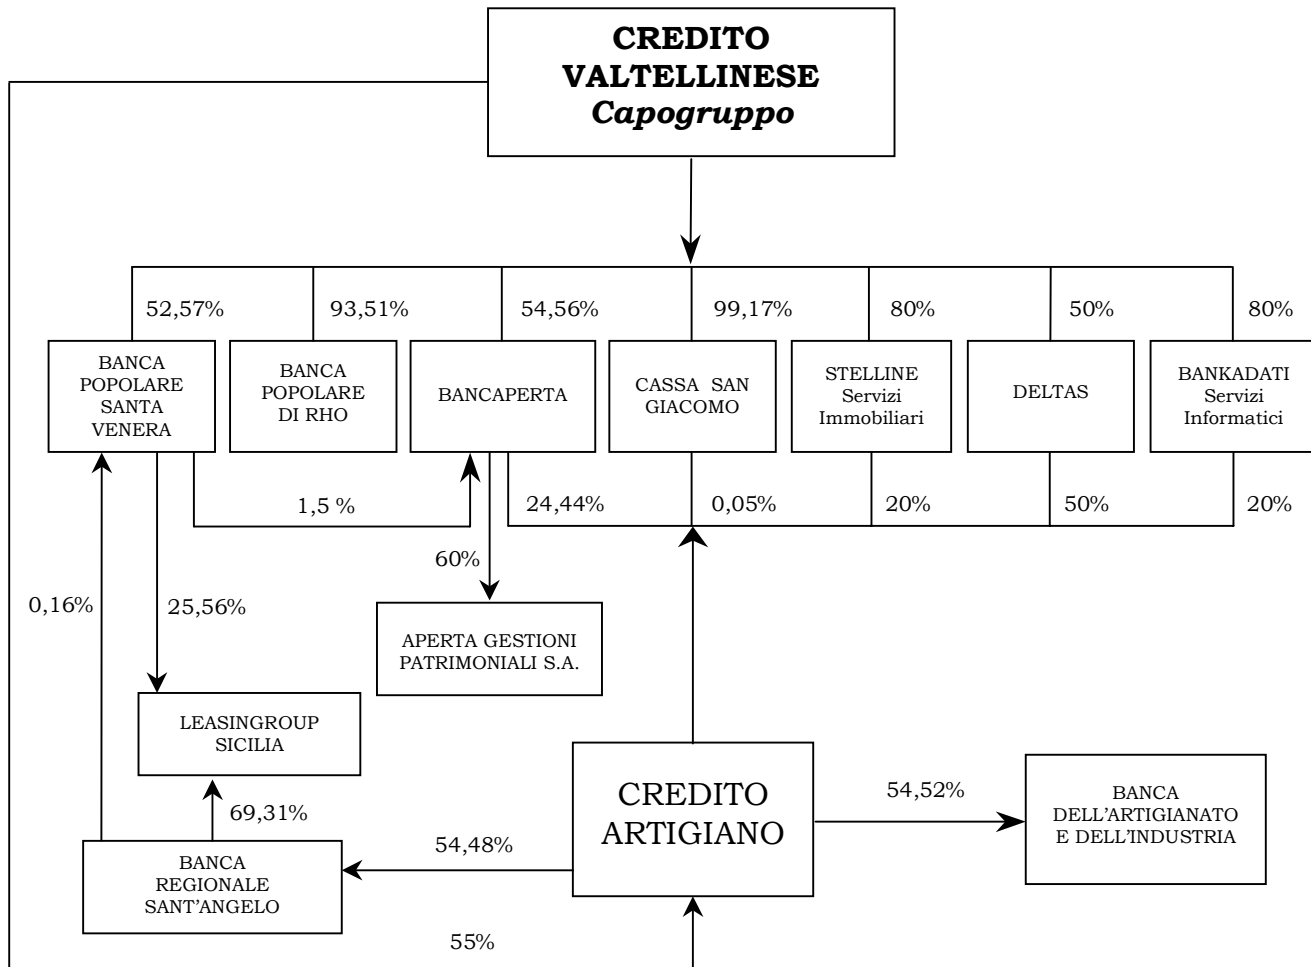 CREDITO
VALTELLINESE
Capogruppo
52,57%
93,51%
54,56%
99,17%
80%
50%
80%
BANCA
POPOLARE
SANTA
VENERA
BANCA
POPOLARE
DI RHO
BANCAPERTA
CASSA SAN
GIACOMO
STELLINE
Servizi
Immobiliari
DELTAS
BANKADATI
Servizi
Informatici
1,5 %
24,44%
0,05%
20%
50%
20%
60%
0,16%
25,56%
APERTA GESTIONI
PATRIMONIALI S.A.
LEASINGROUP
SICILIA
69,31%
54,48%
CREDITO
ARTIGIANO
54,52%
BANCA
DELL’ARTIGIANATO
E DELL’INDUSTRIA
BANCA
REGIONALE
SANT’ANGELO
55%